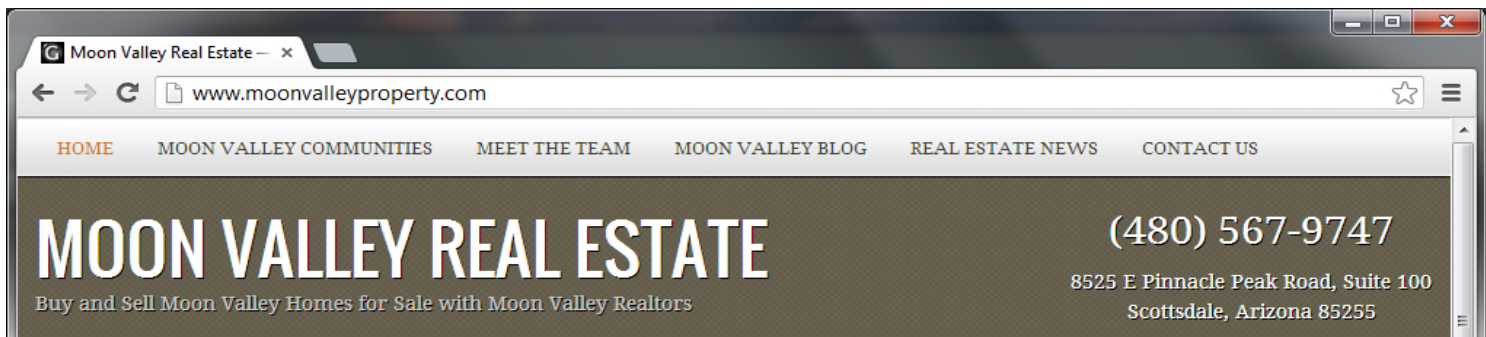 Moon Valley Real Estate —
www.moonvalleyproperty.com
HOME MOON VALLEY COMMUNITIES MEET THE TEAM MOON VALLEY BLOG REAL ESTATE NEWS CONTACT US
MOON VALLEY REAL ESTATE
Buy and Sell Moon Valley Homes for Sale with Moon Valley Realtors
(480) 567-9747
8525 E Pinnacle Peak Road, Suite 100
Scottsdale, Arizona 85255